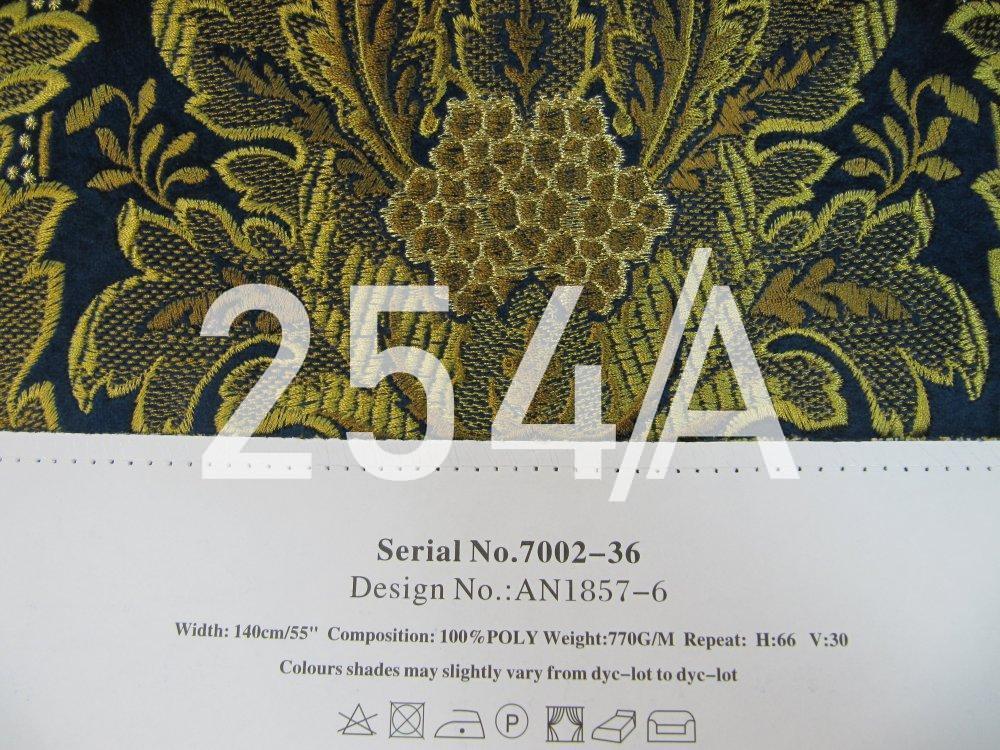 254/A
Serial No.7002-36
Design No.:AN1857-6
Width: 140cm/55" Composition: 100%POLY Weight:770G/M Repeat: H:66 V:30
Colours shades may slightly vary from dyc-lot to dyc-lot
P